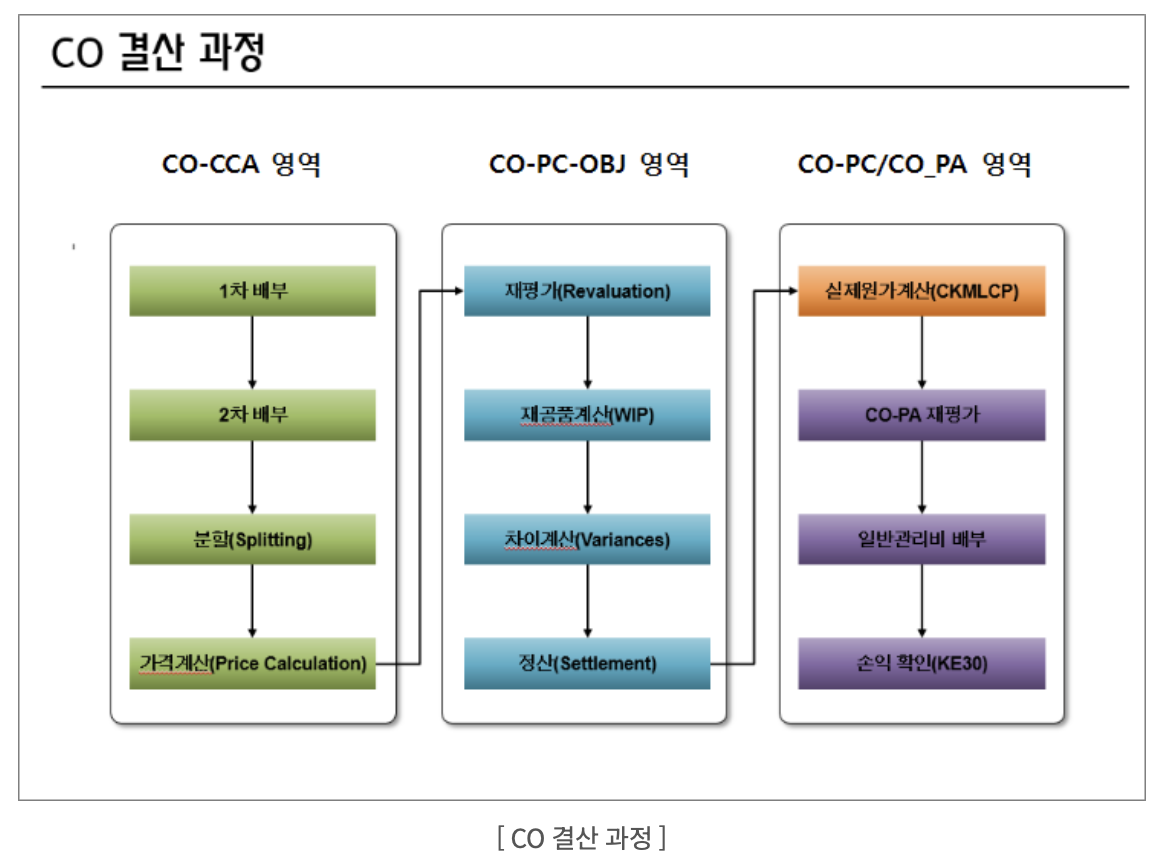 CO 결산 과정
CO-CCA 영역
1차 배부
2차 배부
분할(Splitting)
가격계산(Price Calculation)
CO-PC-OBJ 영역
재평가(Revaluation)
재공품계산(WIP)
차이계산(Variances)
정산(Settlement)
CO-PC/CO_PA 영역
실제원가계산(CKMLCP)
CO-PA 재평가
일반관리비 배부
손익 확인(KE30)
[ CO 결산 과정 ]